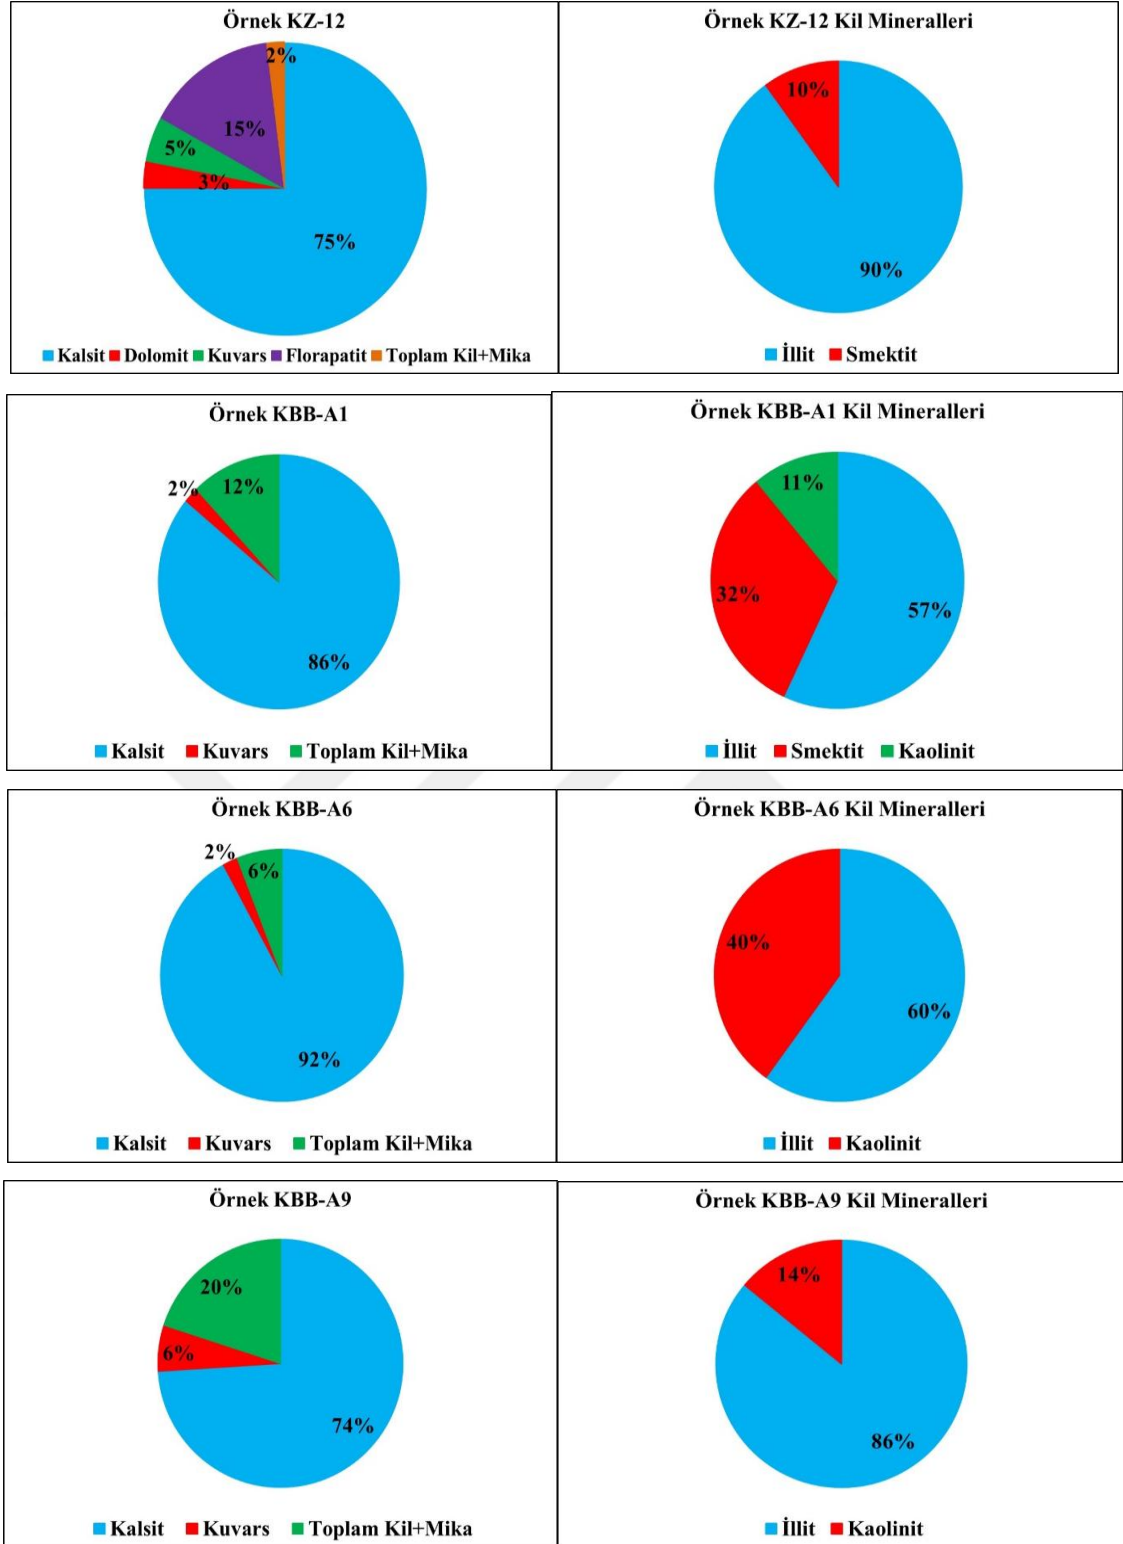 Örnek KZ-12
2%
15%
5%
3%
75%
Kalsit Dolomit Kuvars Florapatit Toplam Kil+Mika
Örnek KZ-12 Kil Mineralleri
10%
90%
İllit Smektit
Örnek KBB-A1
2%
12%
86%
Kalsit Kuvars Toplam Kil+Mika
Örnek KBB-A1 Kil Mineralleri
11%
32%
57%
İllit Smektit Kaolinit
Örnek KBB-A6
2%
6%
92%
Kalsit Kuvars Toplam Kil+Mika
Örnek KBB-A6 Kil Mineralleri
40%
60%
İllit Kaolinit
Örnek KBB-A9
20%
6%
74%
Kalsit Kuvars Toplam Kil+Mika
Örnek KBB-A9 Kil Mineralleri
14%
86%
İllit Kaolinit